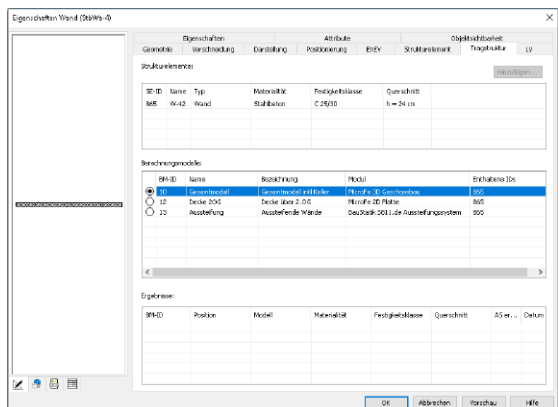 Eigenschaften Wand (StbWa-4)
Eigenschaften Attribute Objektsichtbarkeit
Geometrie Verschneidung Darstellung Positionierung EnEV Strukturelement Tragstruktur LV
Strukturelemente:
Hinzufügen...
SE-ID Name Typ Materialität Festigkeitsklasse Querschnitt
865 W-42 Wand Stahlbeton C 25/30 h = 24 cm
Berechnungsmodelle:
BM-ID Name Bezeichnung Modul Enthaltene IDs
10 Gesamtmodell Gesamtmodell inkl Keller MicroFe 3D Geschossbau 865
12 Decke 2OG Decke über 2.OG MicroFe 2D Platte 865
13 Aussteifung Aussteifende Wände BauStatik S811.de Aussteifungssystem 865
Ergebnisse:
BM-ID Position Modell Materialität Festigkeitsklasse Querschnitt AS er... Datum
OK Abbrechen Vorschau Hilfe